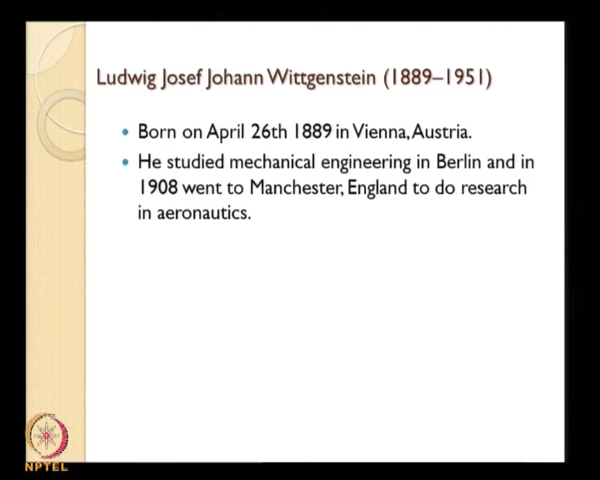 Ludwig Josef Johann Wittgenstein (1889–1951)
• Born on April 26th 1889 in Vienna, Austria.
• He studied mechanical engineering in Berlin and in
1908 went to Manchester, England to do research
in aeronautics.
NPTEL